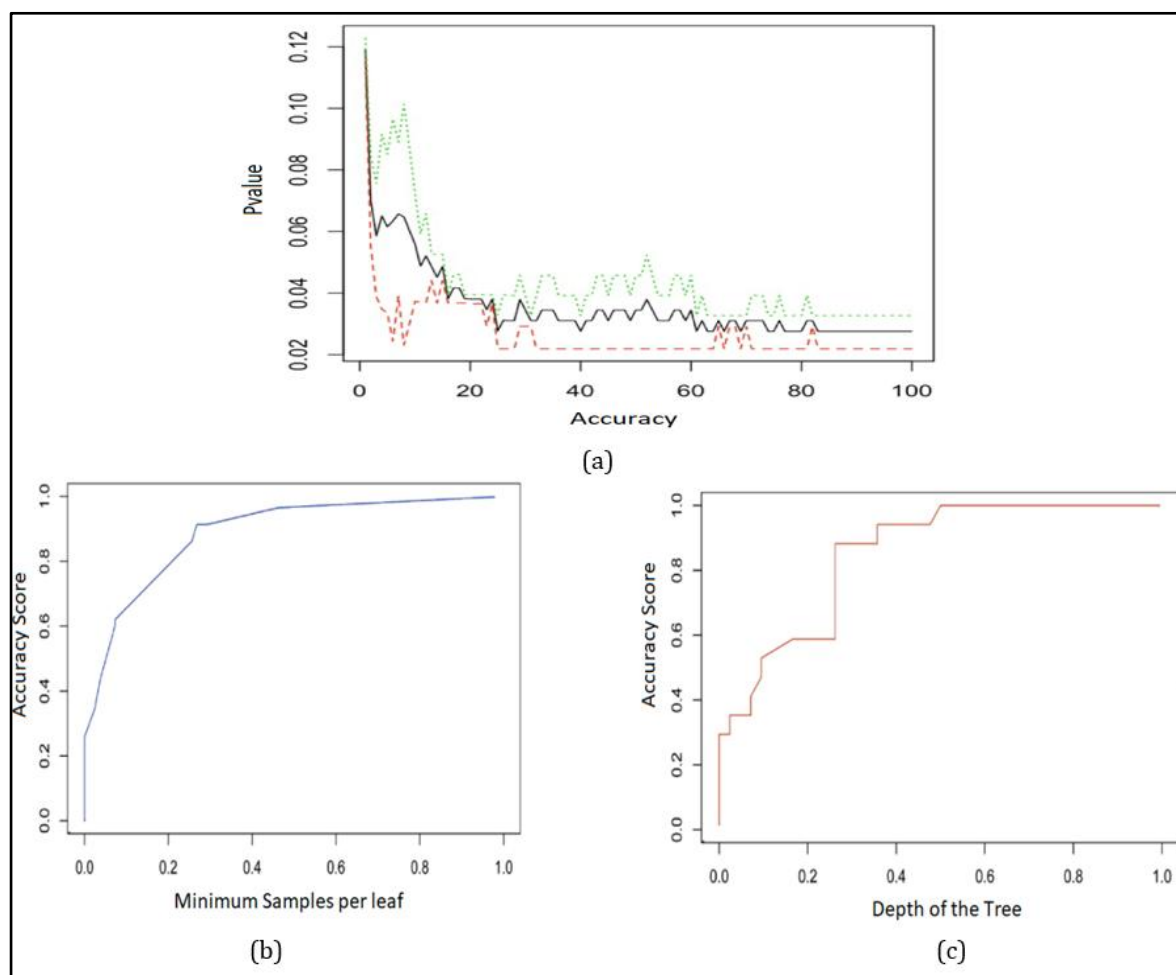 0.12
0.10
0.08
0.06
0.04
0.02
Pvalue
0 20 40 60 80 100
Accuracy
(a)
1.0
0.8
0.6
0.4
0.2
0.0
Accuracy Score
0.0 0.2 0.4 0.6 0.8 1.0
Minimum Samples per leaf
(b)
1.0
0.8
0.6
0.4
0.2
0.0
Accuracy Score
0.0 0.2 0.4 0.6 0.8 1.0
Depth of the Tree
(c)